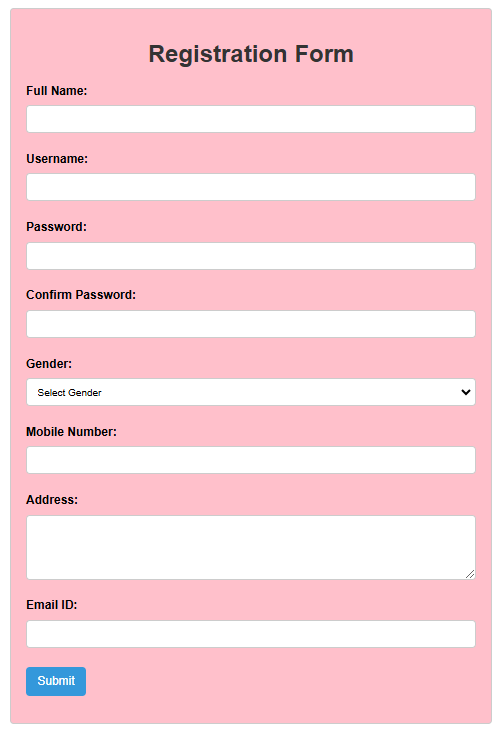 Registration Form
Full Name:
Username:
Password:
Confirm Password:
Gender:
Select Gender
Mobile Number:
Address:
Email ID:
Submit